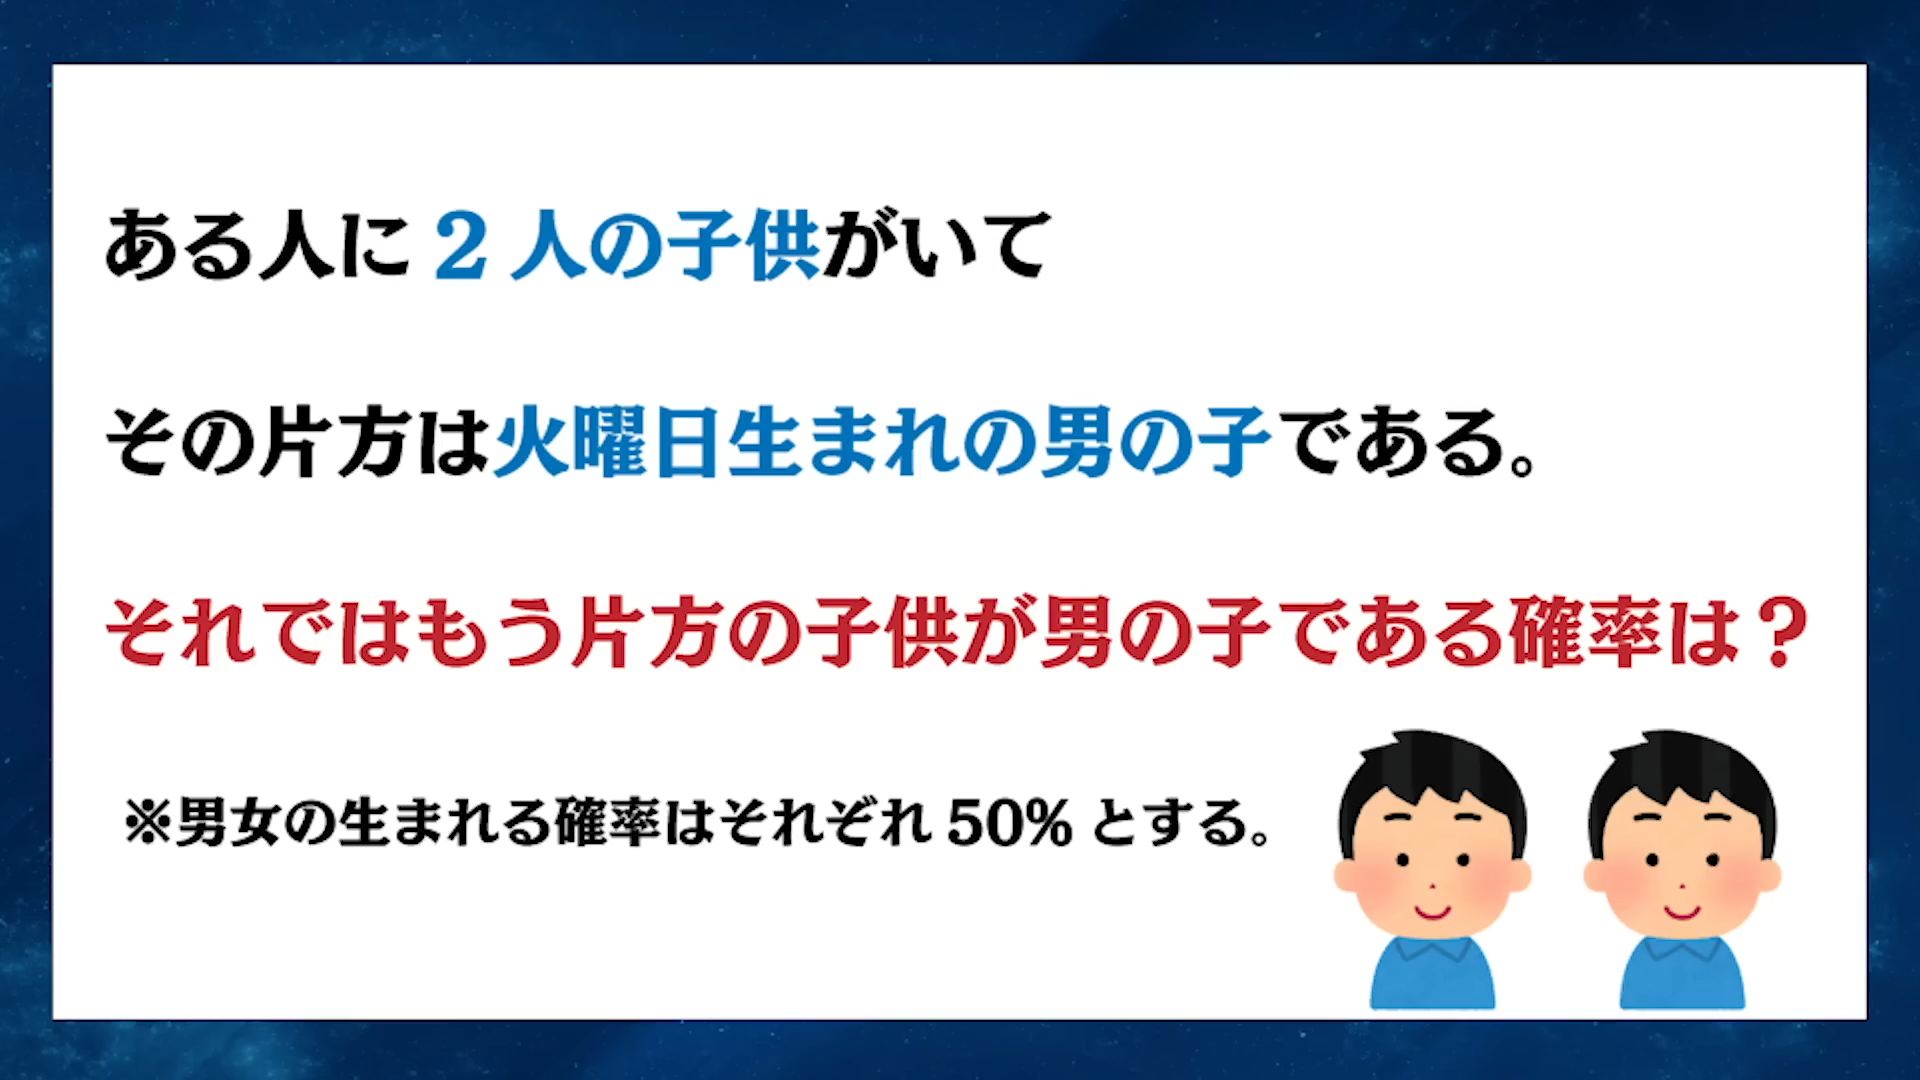 ある人に2人の子供がいて
その片方は火曜日生まれの男の子である。
それではもう片方の子供が男の子である確率は？
※男女の生まれる確率はそれぞれ50%とする。